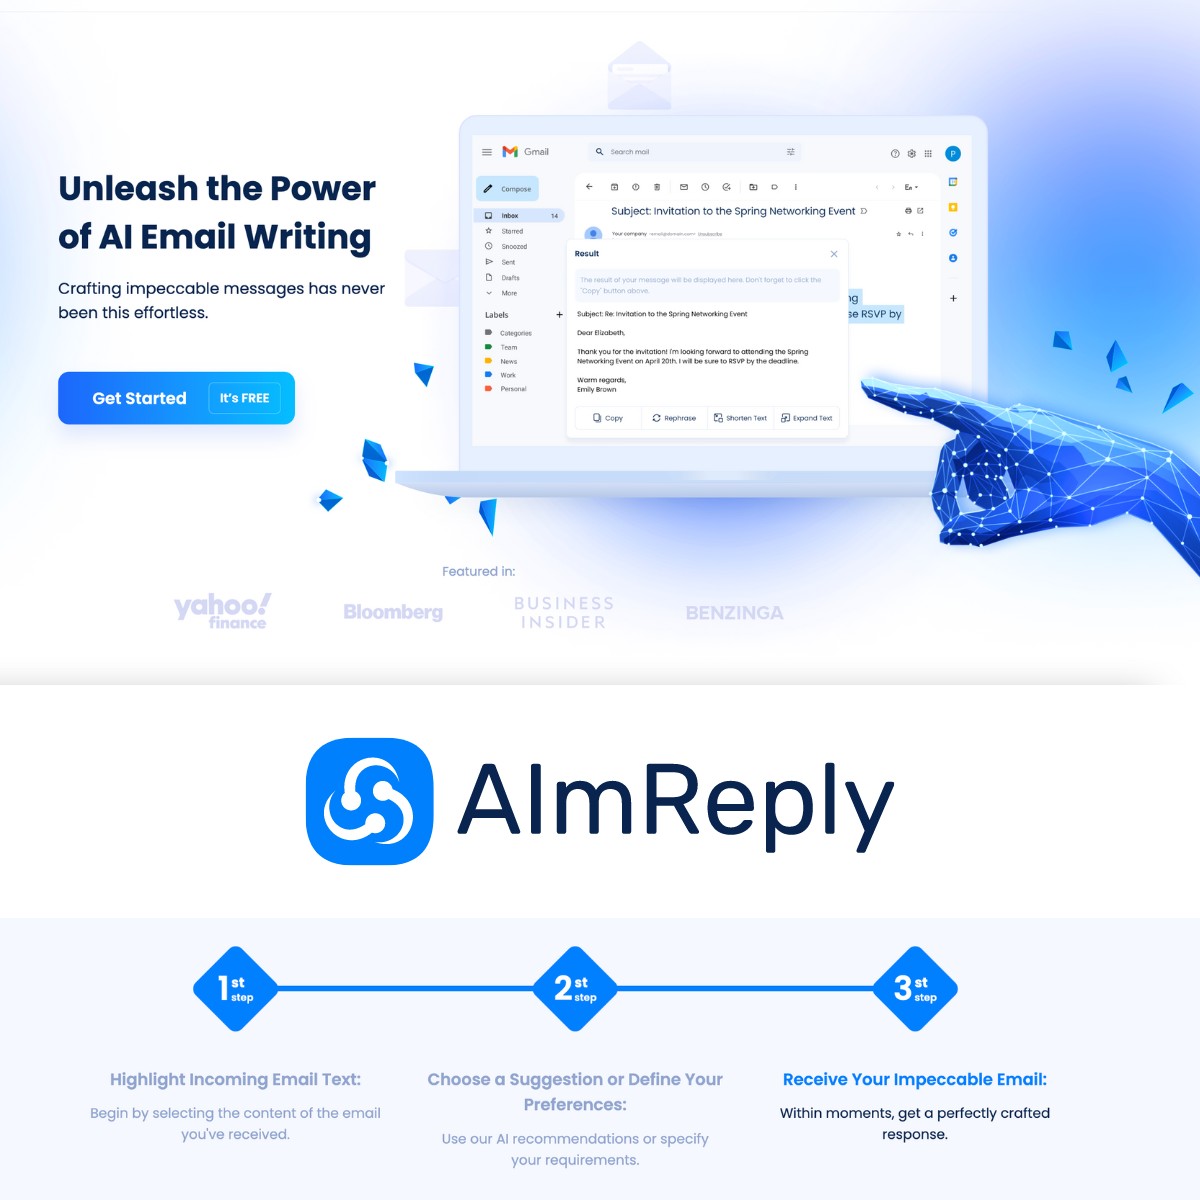 Unleash the Power
of AI Email Writing
Crafting impeccable messages has never
been this effortless.
Get Started
It's FREE
Gmail
Search mail
P
Compose
Inbox 14
Starred
Snoozed
Sent
Drafts
More
Labels +
Categories
Team
News
Work
Personal
Subject: Invitation to the Spring Networking Event
Your company
Unsubscribe
ng
se RSVP by
Result
The result of your message will be displayed here. Don't forget to click the
"Copy" button above.
Subject: Re: Invitation to the Spring Networking Event
Dear Elizabeth,
Thank you for the invitation! I'm looking forward to attending the Spring
Networking Event on April 20th. I will be sure to RSVP by the deadline.
Warm regards,
Emily Brown
Copy
Rephrase
Shorten Text
Expand Text
Featured in:
yahoo!
finance
Bloomberg
BUSINESS
INSIDER
BENZINGA
AImReply
1st
step
2st
step
3st
step
Highlight Incoming Email Text:
Begin by selecting the content of the email
you've received.
Choose a Suggestion or Define Your
Preferences:
Use our AI recommendations or specify
your requirements.
Receive Your Impeccable Email:
Within moments, get a perfectly crafted
response.